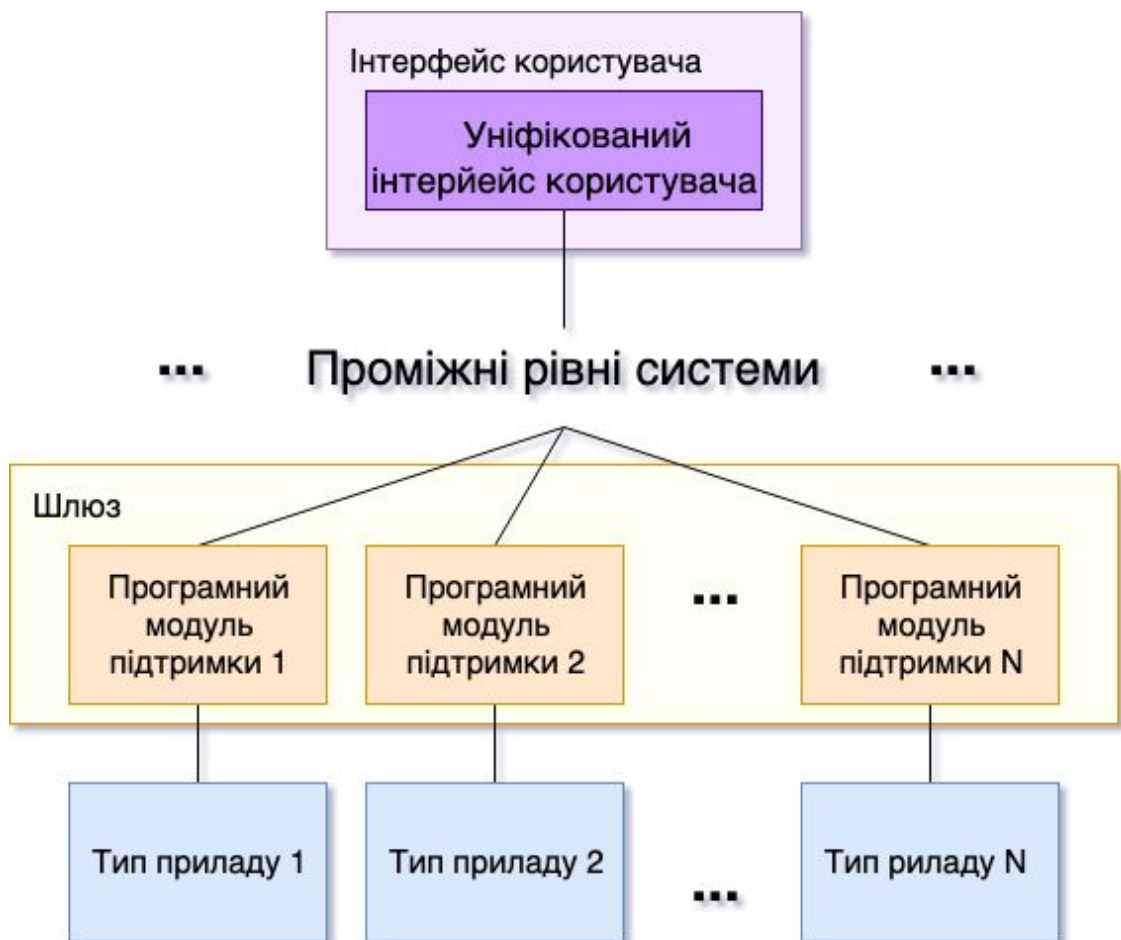 Інтерфейс користувача
Уніфікований
інтерйейс користувача
... Проміжні рівні системи ...
Шлюз
Програмний
модуль
підтримки 1
Програмний
модуль
підтримки 2
...
Програмний
модуль
підтримки N
Тип приладу 1
Тип приладу 2
...
Тип риладу N